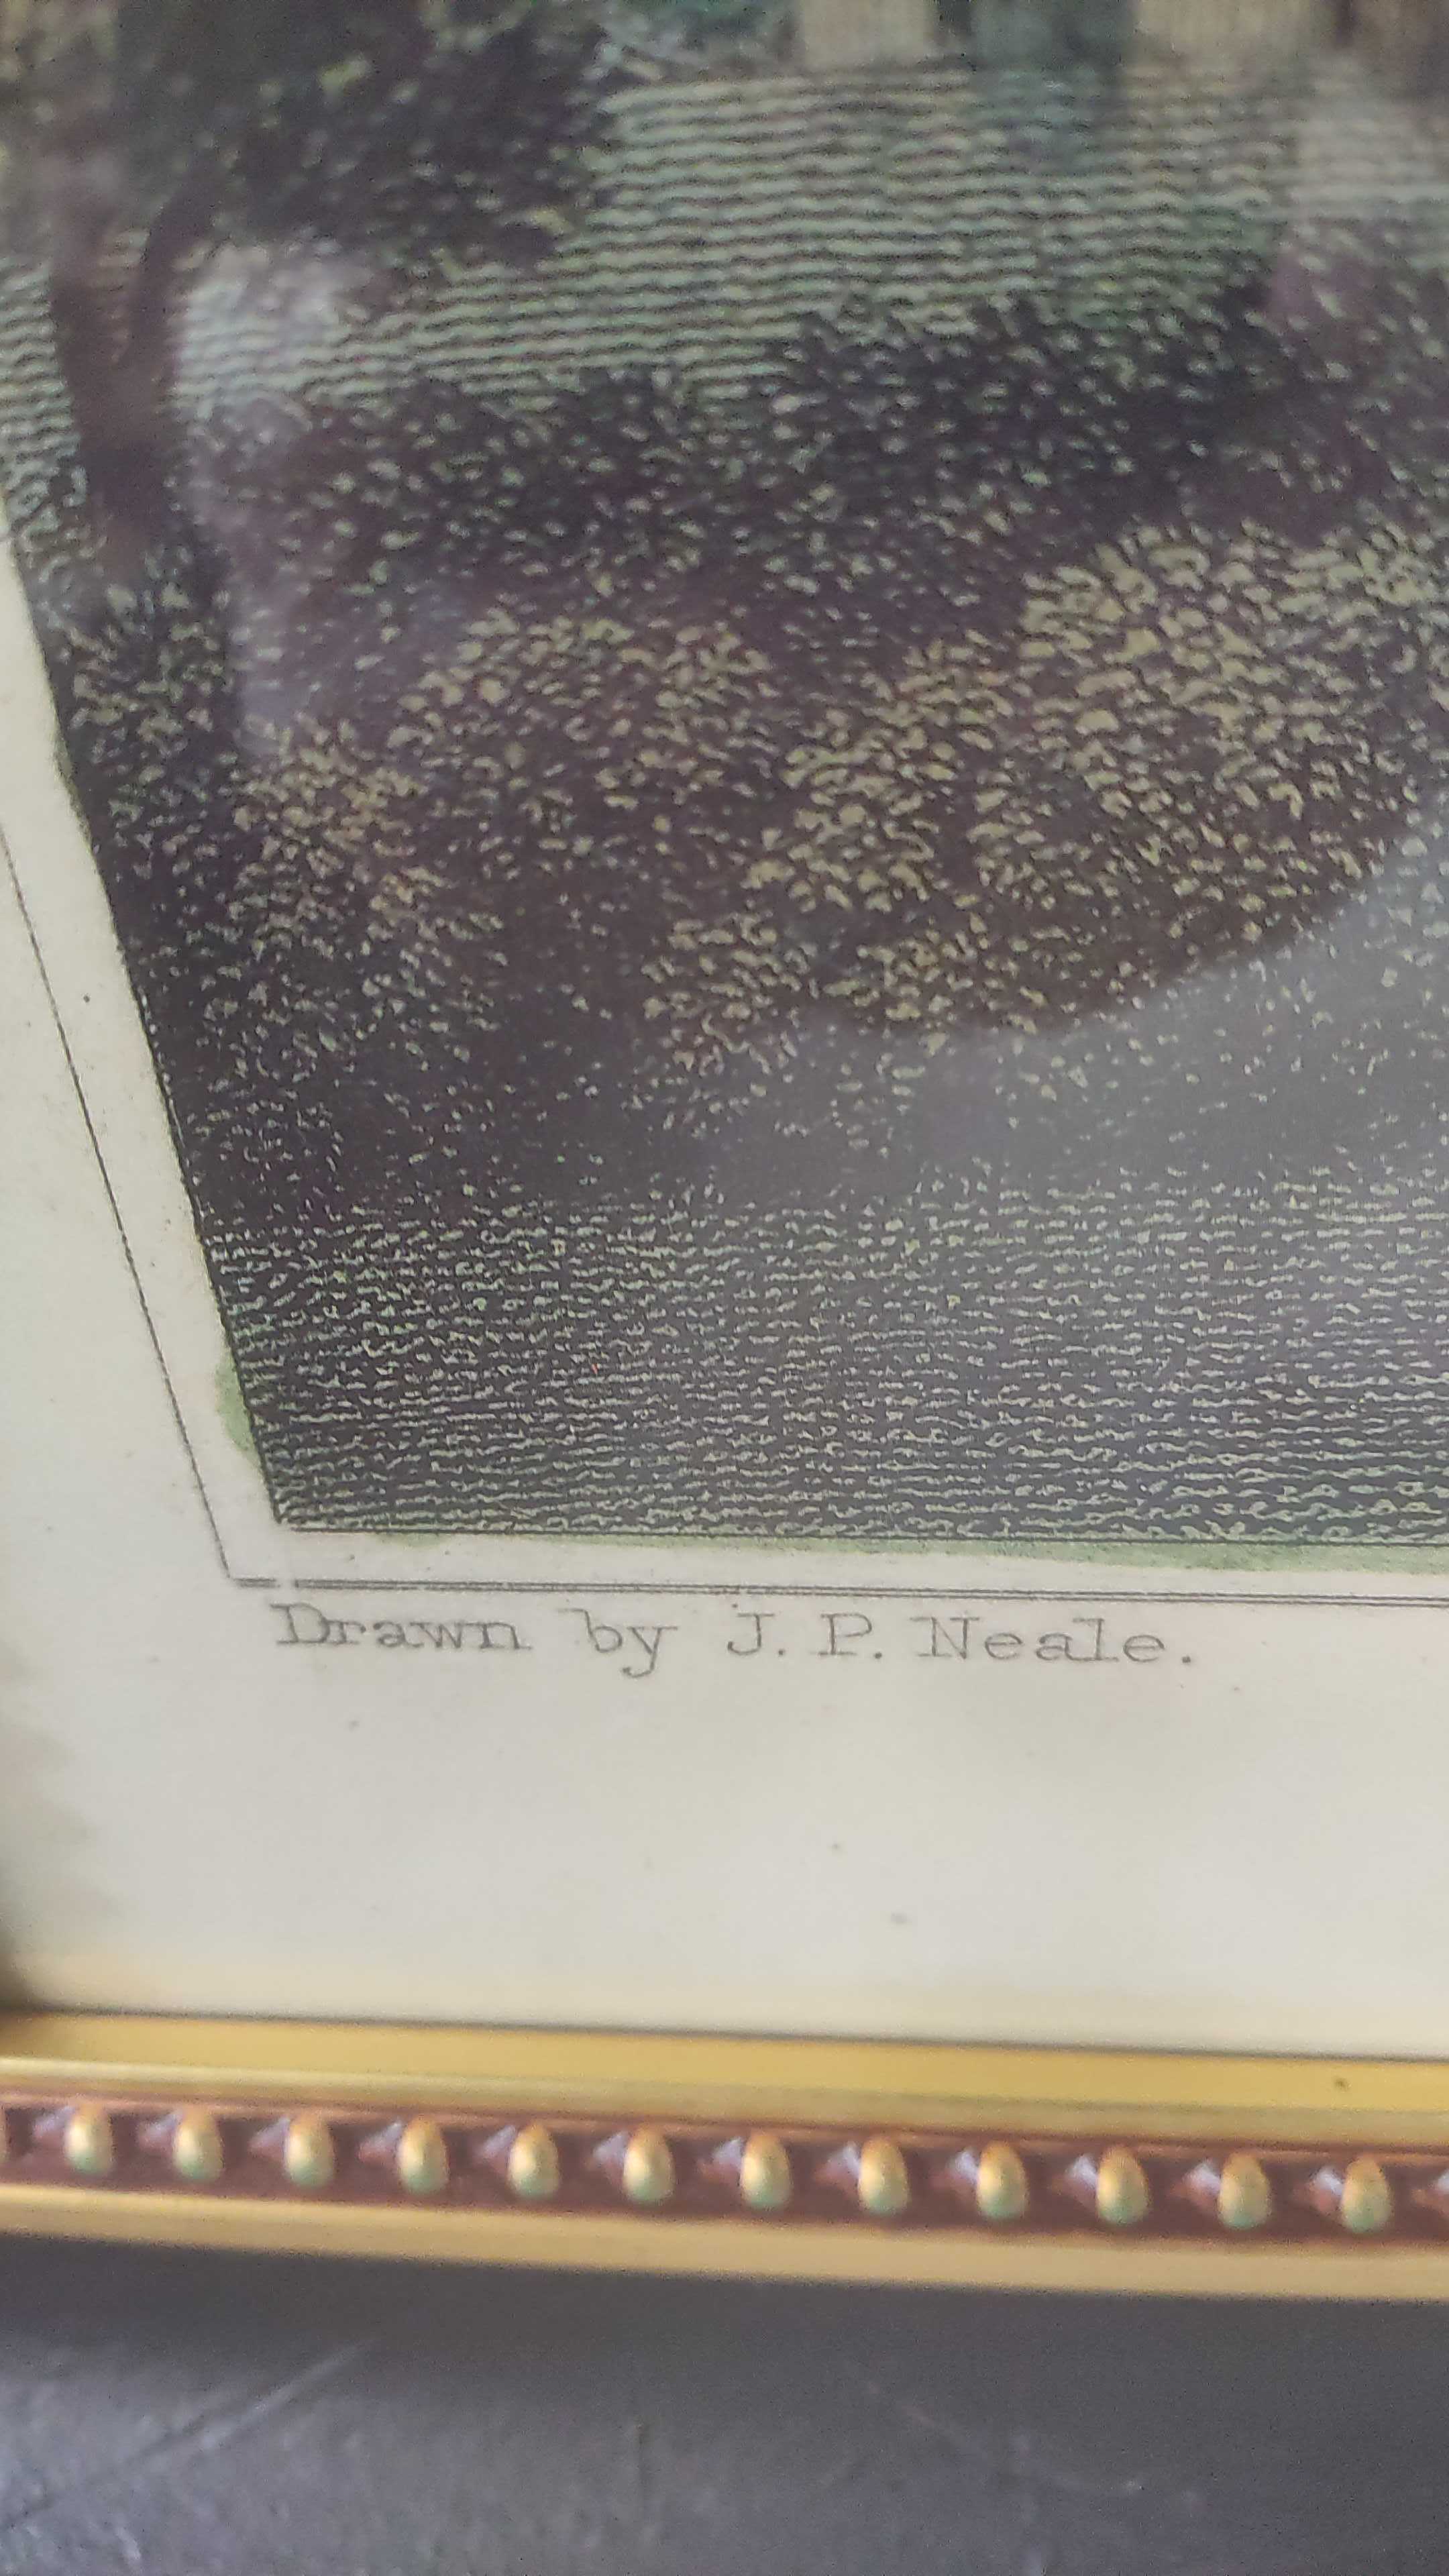 Drawn by J. P. Neale.